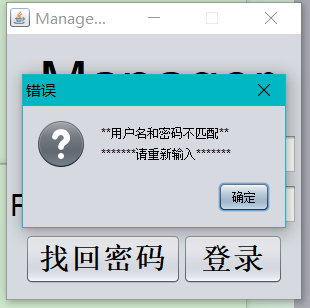 Manage...
Manager
错误
**用户名和密码不匹配**
*******请重新输入*******
确定
找回密码 登录